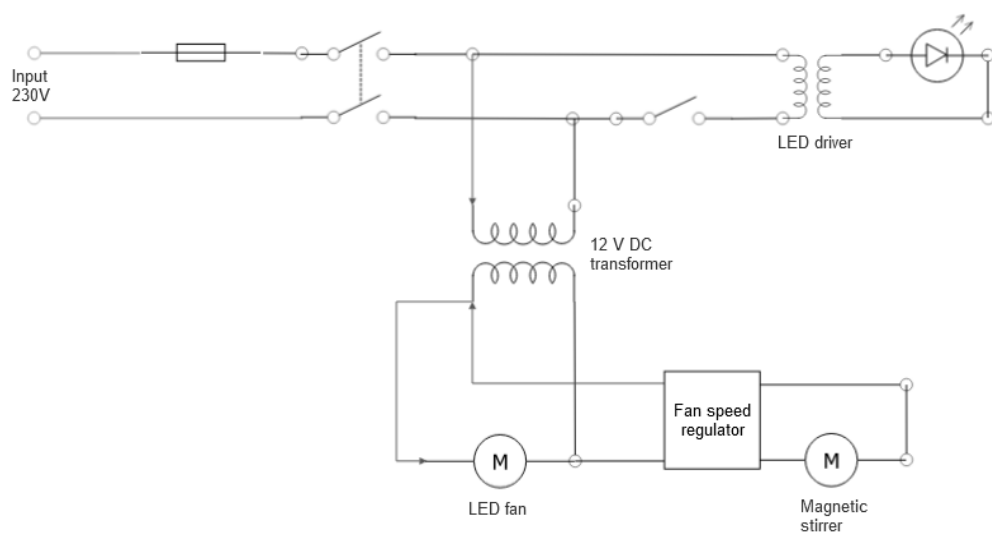 Input
230V
LED driver
12 V DC
transformer
Fan speed
regulator
M
LED fan
M
Magnetic
stirrer